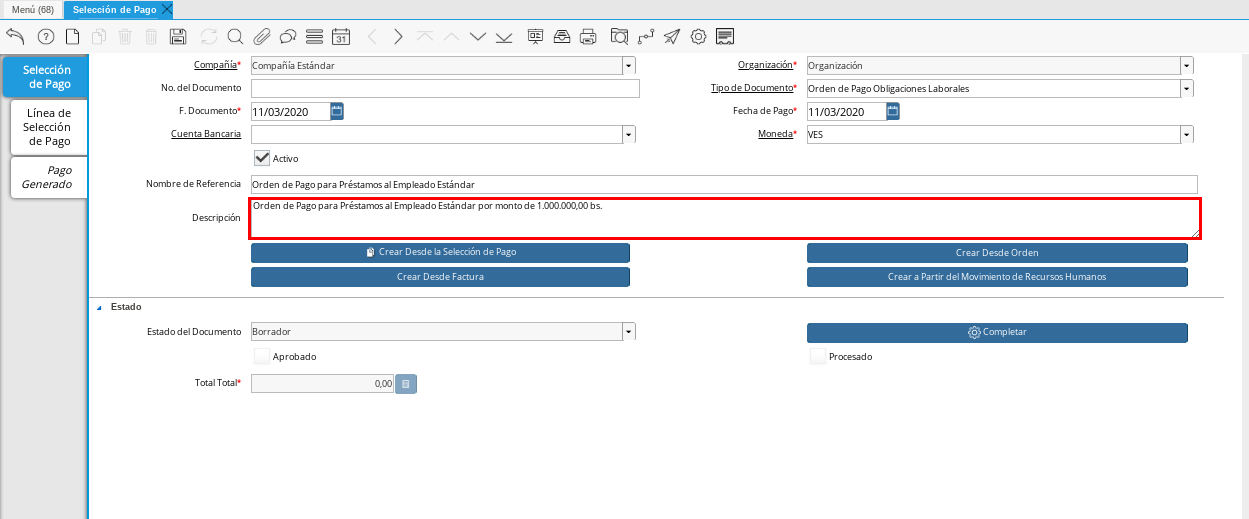 Menú (68)
Selección de Pago
31
Selección de Pago
Línea de Selección de Pago
Pago Generado
Compañía* Compañía Estándar
Organización* Organización
No. del Documento
Tipo de Documento* Orden de Pago Obligaciones Laborales
F. Documento* 11/03/2020
Fecha de Pago* 11/03/2020
Cuenta Bancaria
Moneda* VES
Activo
Nombre de Referencia Orden de Pago para Préstamos al Empleado Estándar
Descripción Orden de Pago para Préstamos al Empleado Estándar por monto de 1.000.000,00 bs.
Crear Desde la Selección de Pago
Crear Desde Orden
Crear Desde Factura
Crear a Partir del Movimiento de Recursos Humanos
Estado
Estado del Documento Borrador
Completar
Aprobado
Procesado
Total Total* 0,00